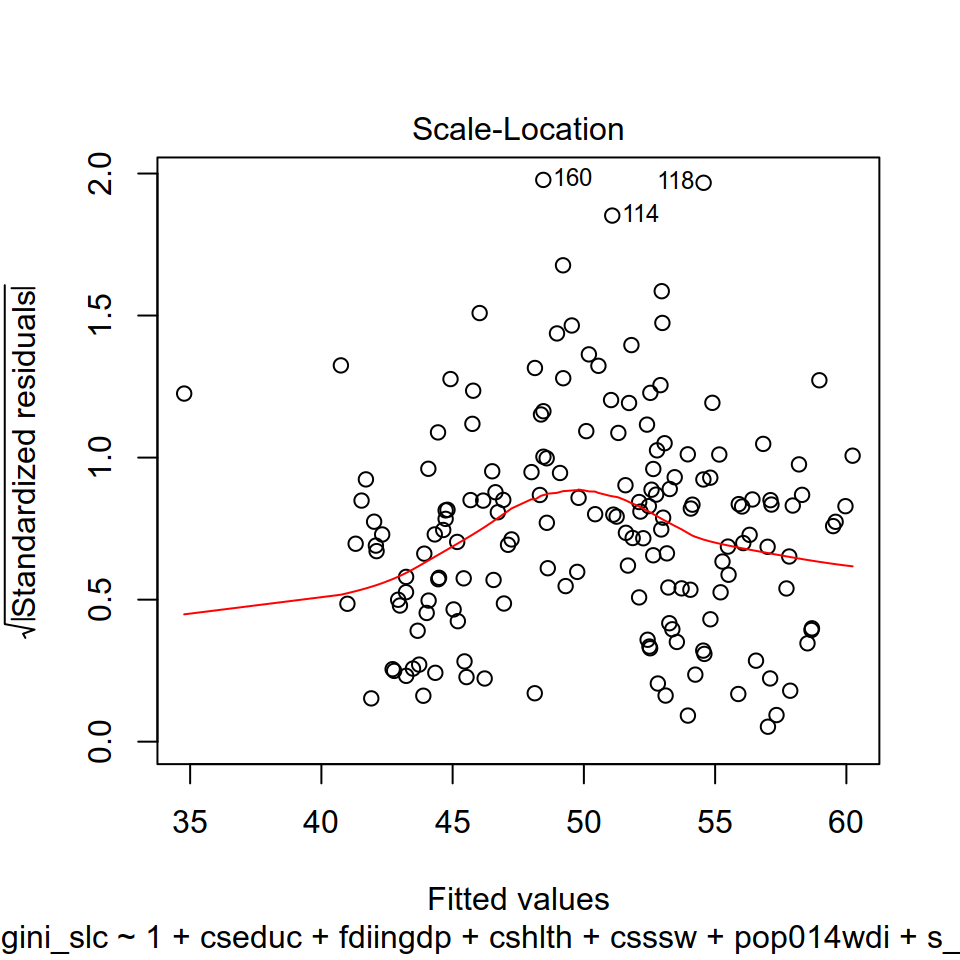 Scale-Location
√|Standardized residuals|
2.0
1.5
1.0
0.5
0.0
160
118
114
35 40 45 50 55 60
Fitted values
gini_slc ~ 1 + cseduc + fdiingdp + cshlth + csssw + pop014wdi + s_